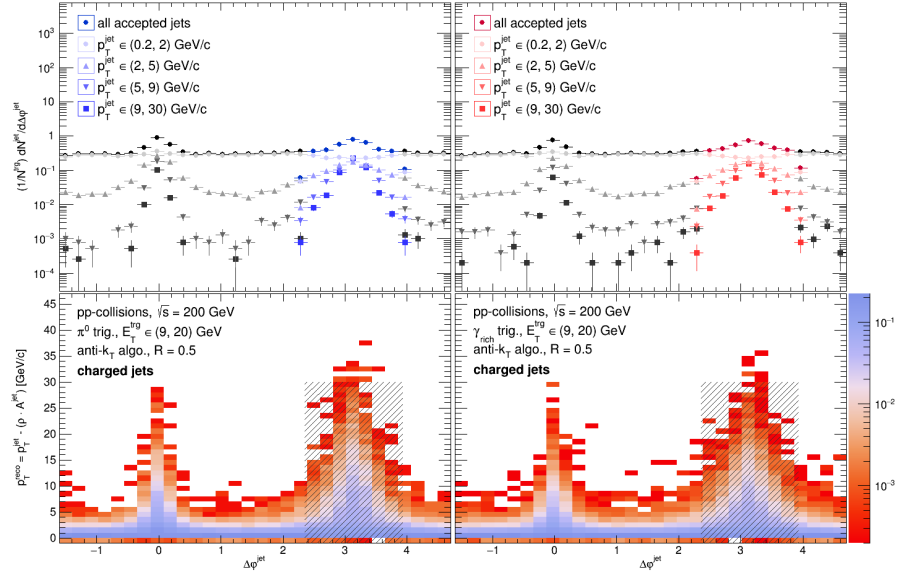 (1/N^trg) dN^jet/dΔφ^jet
10³
10²
10
1
10⁻¹
10⁻²
10⁻³
10⁻⁴
all accepted jets
p_T^jet ∈ (0.2, 2) GeV/c
p_T^jet ∈ (2, 5) GeV/c
p_T^jet ∈ (5, 9) GeV/c
p_T^jet ∈ (9, 30) GeV/c
all accepted jets
p_T^jet ∈ (0.2, 2) GeV/c
p_T^jet ∈ (2, 5) GeV/c
p_T^jet ∈ (5, 9) GeV/c
p_T^jet ∈ (9, 30) GeV/c
p_T^reco = p_T^jet - (ρ · A^jet) [GeV/c]
45
40
35
30
25
20
15
10
5
0
pp-collisions, √s = 200 GeV
π⁰ trig., E_T^trg ∈ (9, 20) GeV
anti-k_T algo., R = 0.5
charged jets
pp-collisions, √s = 200 GeV
γ_rich trig., E_T^trg ∈ (9, 20) GeV
anti-k_T algo., R = 0.5
charged jets
10⁻¹
10⁻²
10⁻³
−1 0 1 2 3 4
Δφ^jet
−1 0 1 2 3 4
Δφ^jet